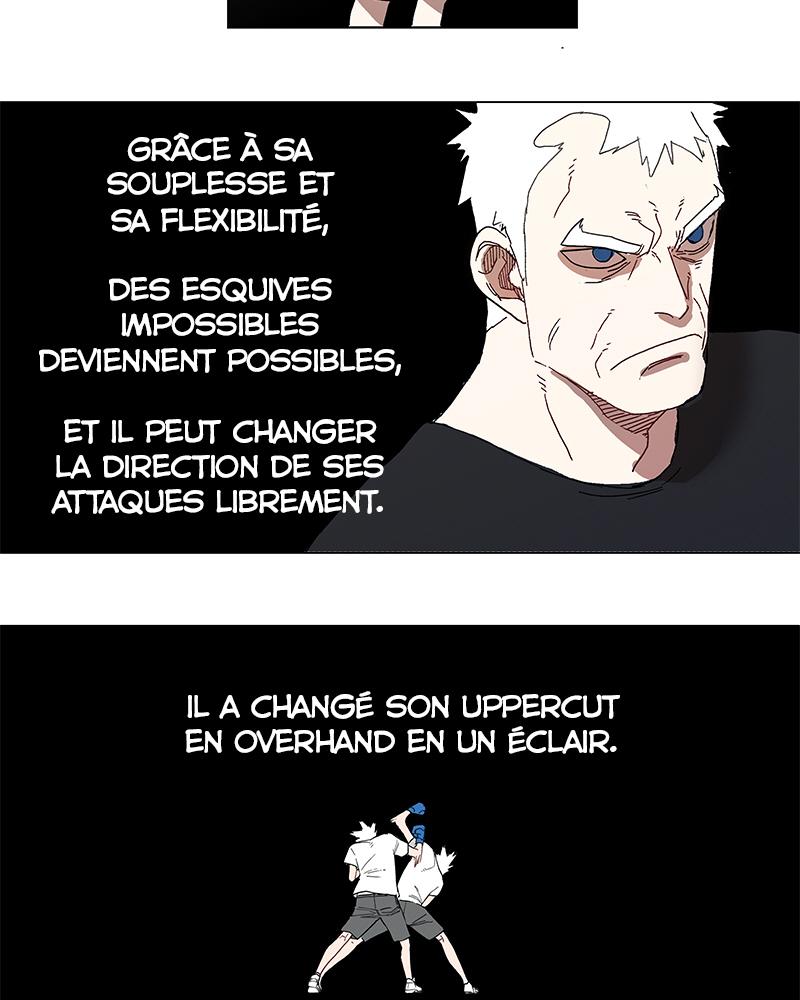 GRÂCE À SA
SOUPLESSE ET
SA FLEXIBILITÉ,
DES ESQUIVES
IMPOSSIBLES
DEVIENNENT POSSIBLES,
ET IL PEUT CHANGER
LA DIRECTION DE SES
ATTAQUES LIBREMENT.
IL A CHANGÉ SON UPPERCUT
EN OVERHAND EN UN ÉCLAIR.